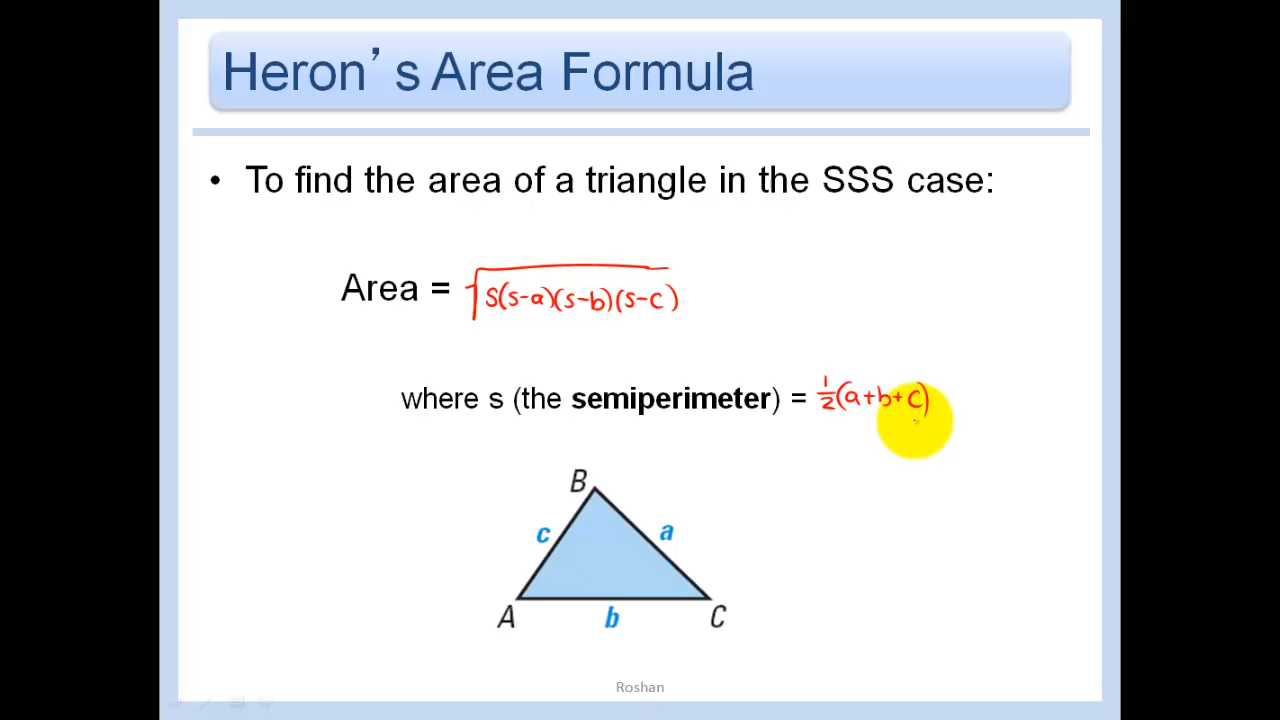 Heron’s Area Formula
• To find the area of a triangle in the SSS case:
Area = √s(s-a)(s-b)(s-c)
where s (the semiperimeter) = ½(a+b+c)
B
c a
A b C
Roshan